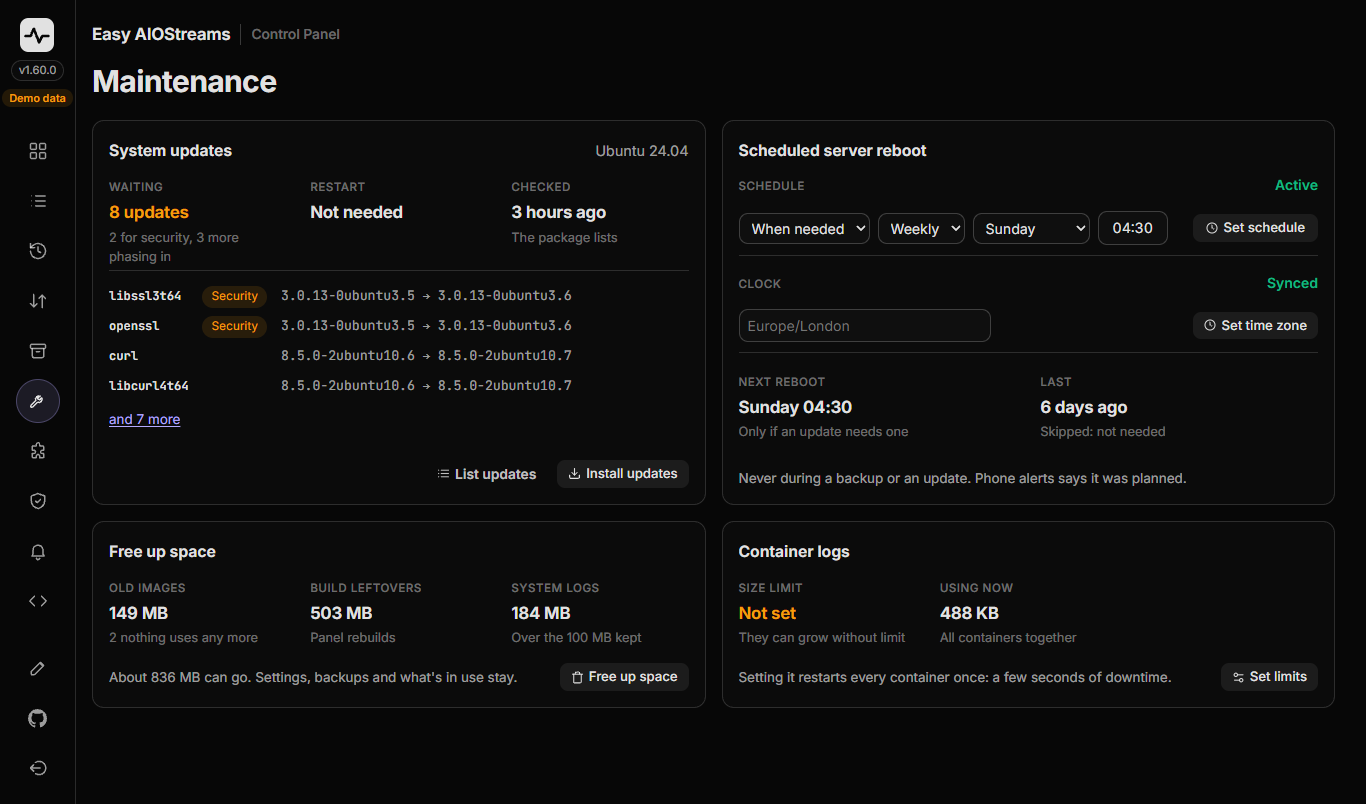 Easy AIOStreams | Control Panel
v1.60.0
Demo data
Maintenance
System updates
Ubuntu 24.04
WAITING
8 updates
2 for security, 3 more
phasing in
RESTART
Not needed
CHECKED
3 hours ago
The package lists
libssl3t64 Security 3.0.13-0ubuntu3.5 → 3.0.13-0ubuntu3.6
openssl Security 3.0.13-0ubuntu3.5 → 3.0.13-0ubuntu3.6
curl 8.5.0-2ubuntu10.6 → 8.5.0-2ubuntu10.7
libcurl4t64 8.5.0-2ubuntu10.6 → 8.5.0-2ubuntu10.7
and 7 more
List updates
Install updates
Scheduled server reboot
SCHEDULE
Active
When needed Weekly Sunday 04:30 Set schedule
CLOCK
Synced
Europe/London
Set time zone
NEXT REBOOT
Sunday 04:30
Only if an update needs one
LAST
6 days ago
Skipped: not needed
Never during a backup or an update. Phone alerts says it was planned.
Free up space
OLD IMAGES
149 MB
2 nothing uses any more
BUILD LEFTOVERS
503 MB
Panel rebuilds
SYSTEM LOGS
184 MB
Over the 100 MB kept
About 836 MB can go. Settings, backups and what's in use stay.
Free up space
Container logs
SIZE LIMIT
Not set
They can grow without limit
USING NOW
488 KB
All containers together
Setting it restarts every container once: a few seconds of downtime.
Set limits